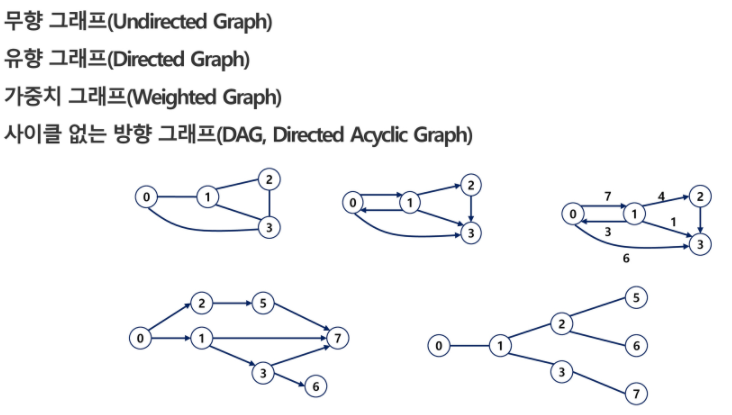 무향 그래프(Undirected Graph)
유향 그래프(Directed Graph)
가중치 그래프(Weighted Graph)
사이클 없는 방향 그래프(DAG, Directed Acyclic Graph)
0 1 2 3
0 1 2 3
0 1 2 3 7 4 3 1 6
0 2 5 1 7 3 6
0 1 2 5 6 3 7